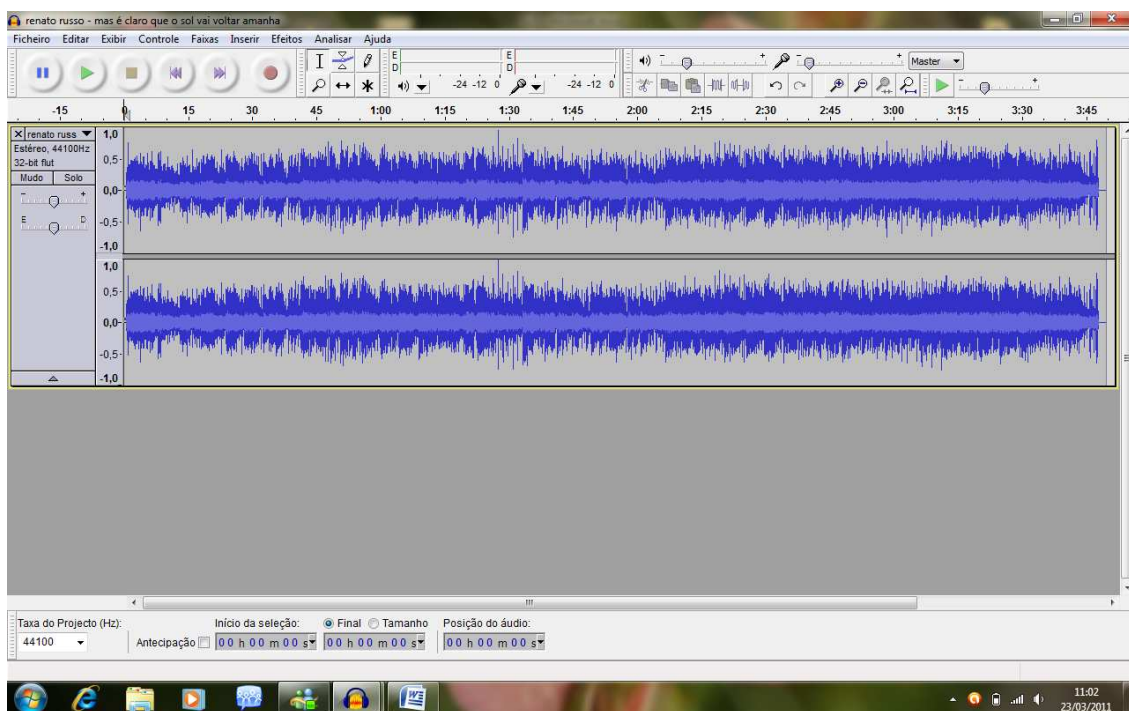 renato russo - mas é claro que o sol vai voltar amanha
Ficheiro Editar Exibir Controle Faixas Inserir Efeitos Analisar Ajuda
E
D
E
D
-24 -12 0
-24 -12 0
Master
-15 0 15 30 45 1:00 1:15 1:30 1:45 2:00 2:15 2:30 2:45 3:00 3:15 3:30 3:45
renato russ
Estéreo, 44100Hz
32-bit flut
Mudo Solo
- +
E D
1,0
0,5
0,0
-0,5
-1,0
1,0
0,5
0,0
-0,5
-1,0
Taxa do Projecto (Hz): Início da seleção: Final Tamanho Posição do áudio:
44100 Antecipação 00 h 00 m 00 s 00 h 00 m 00 s 00 h 00 m 00 s
11:02
23/03/2011